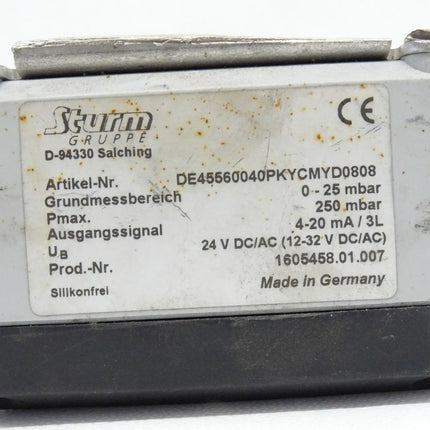 Sturm
GRUPPE
D-94330 Salching
CE
Artikel-Nr. DE45560040PKYCMYD0808
Grundmessbereich 0 - 25 mbar
Pmax. 250 mbar
Ausgangssignal 4-20 mA / 3L
UB 24 V DC/AC (12-32 V DC/AC)
Prod.-Nr. 1605458.01.007
Silikonfrei Made in Germany